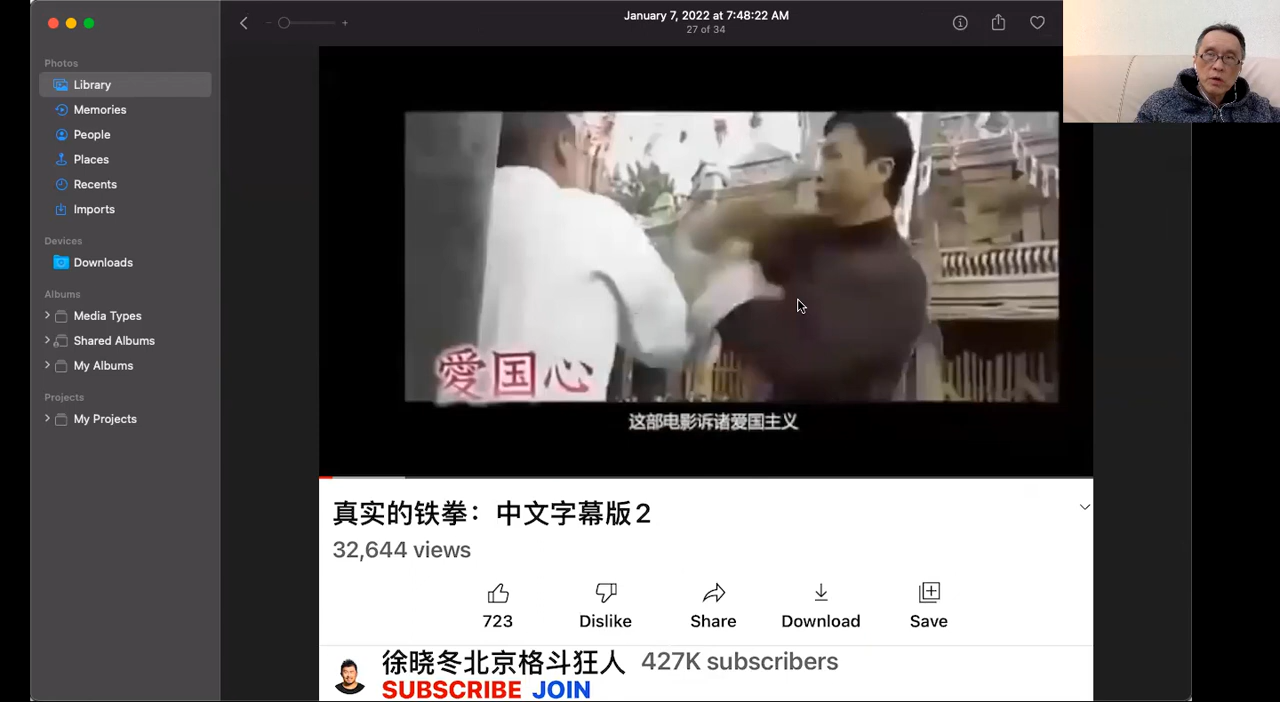 January 7, 2022 at 7:48:22 AM
27 of 34
Photos
Library
Memories
People
Places
Recents
Imports
Devices
Downloads
Albums
Media Types
Shared Albums
My Albums
Projects
My Projects
愛国心
这部电影诉诸爱国主义
真实的铁拳：中文字幕版2
32,644 views
723
Dislike
Share
Download
Save
徐晓冬北京格斗狂人 427K subscribers
SUBSCRIBE JOIN